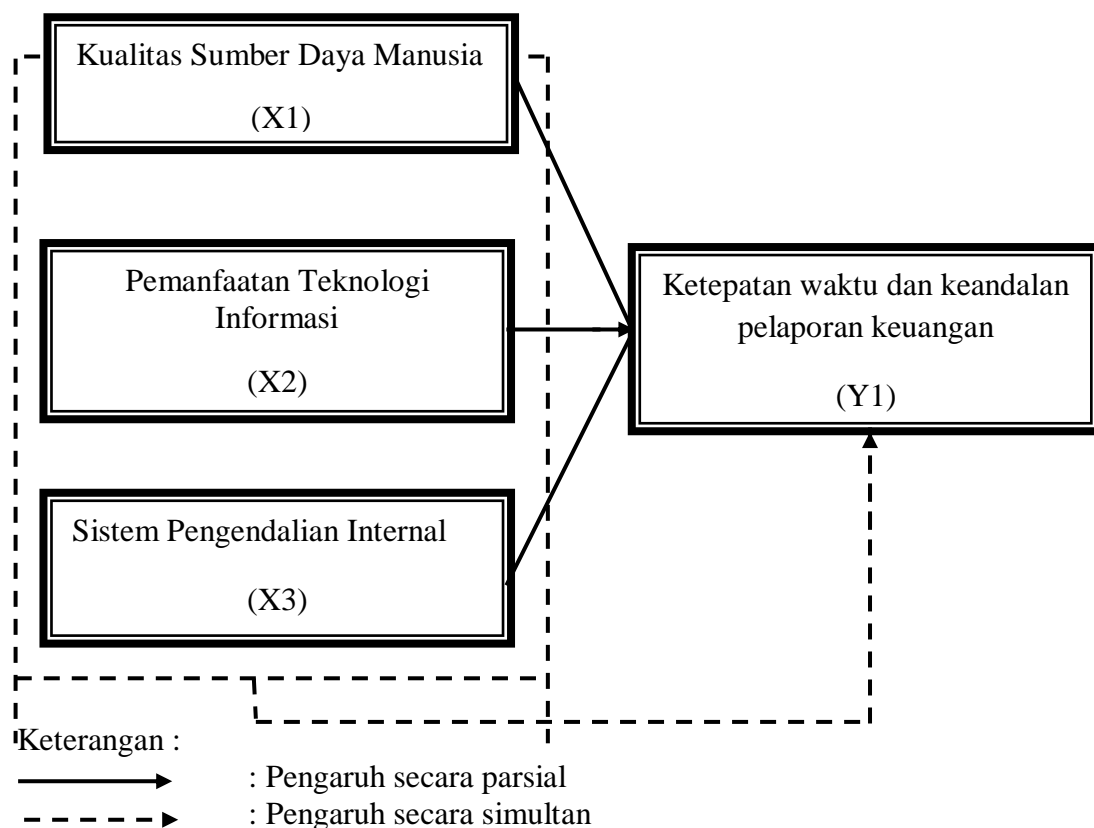 Kualitas Sumber Daya Manusia
(X1)
Pemanfaatan Teknologi
Informasi
(X2)
Sistem Pengendalian Internal
(X3)
Ketepatan waktu dan keandalan
pelaporan keuangan
(Y1)
Keterangan :
: Pengaruh secara parsial
: Pengaruh secara simultan